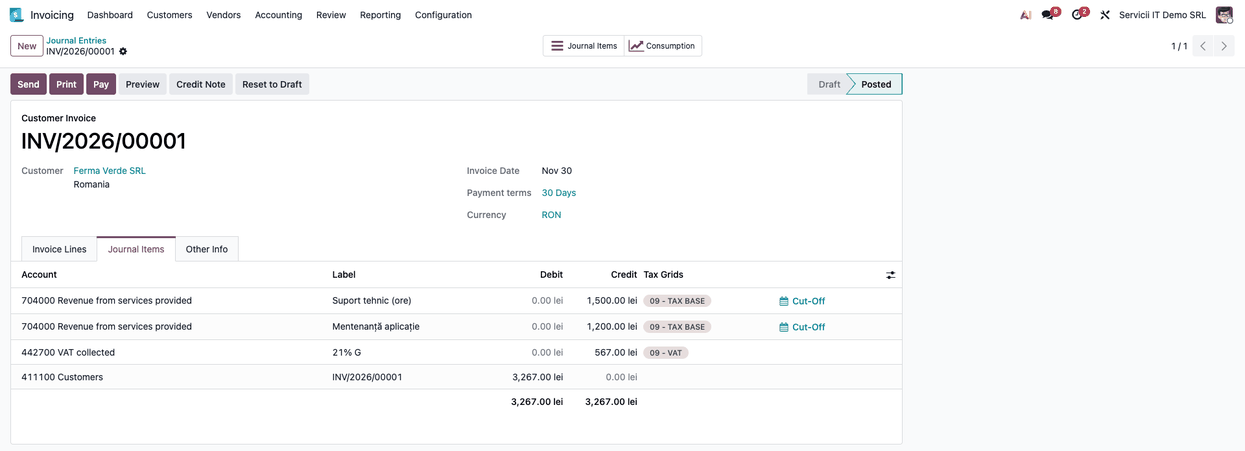 Invoicing Dashboard Customers Vendors Accounting Review Reporting Configuration 8 2 Servicii IT Demo SRL
New Journal Entries
INV/2026/00001
Journal Items Consumption
1 / 1
Send Print Pay Preview Credit Note Reset to Draft Draft Posted
Customer Invoice
INV/2026/00001
Customer Ferma Verde SRL
Romania
Invoice Date Nov 30
Payment terms 30 Days
Currency RON
Invoice Lines Journal Items Other Info
Account Label Debit Credit Tax Grids
704000 Revenue from services provided Suport tehnic (ore) 0.00 lei 1,500.00 lei 09 - TAX BASE Cut-Off
704000 Revenue from services provided Mentenanță aplicație 0.00 lei 1,200.00 lei 09 - TAX BASE Cut-Off
442700 VAT collected 21% G 0.00 lei 567.00 lei 09 - VAT
411100 Customers INV/2026/00001 3,267.00 lei 0.00 lei
3,267.00 lei 3,267.00 lei